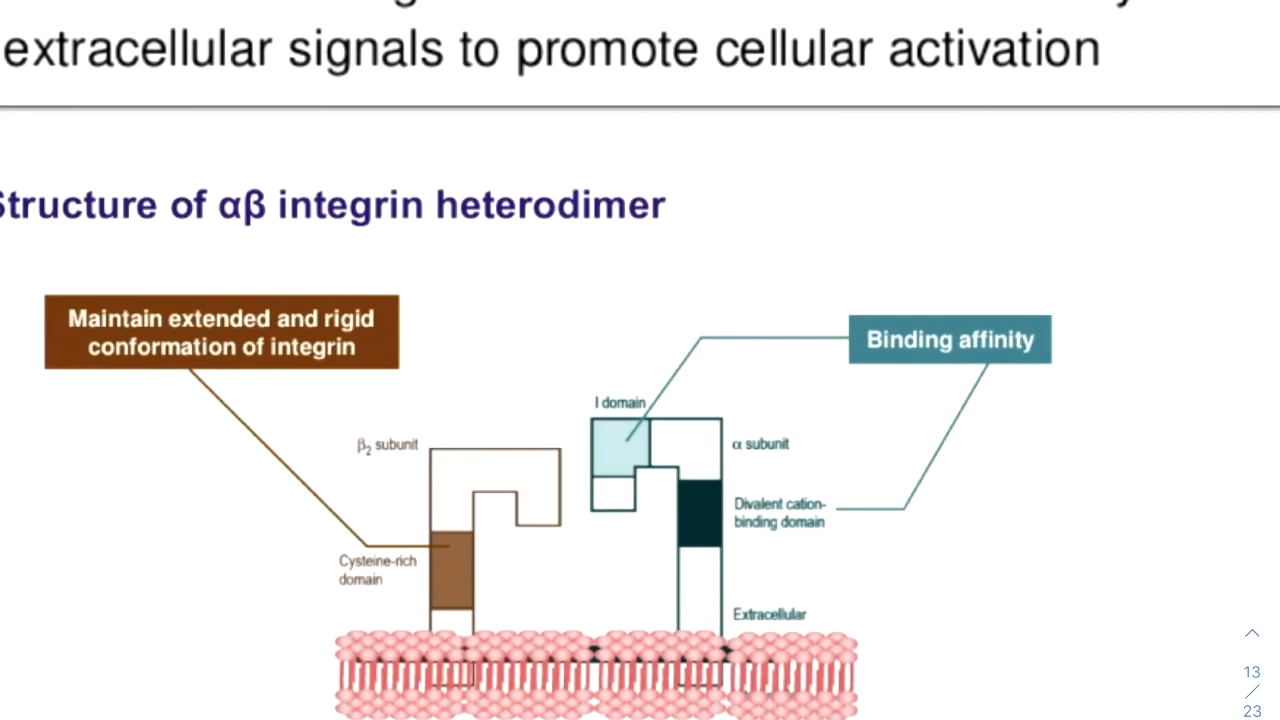 extracellular signals to promote cellular activation
Structure of αβ integrin heterodimer
Maintain extended and rigid
conformation of integrin
Binding affinity
I domain
β2 subunit
α subunit
Divalent cation-
binding domain
Cysteine-rich
domain
Extracellular
13
/
23